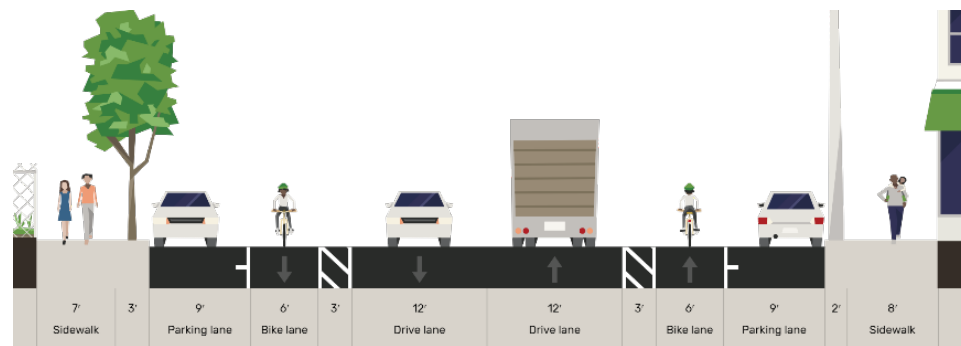 7' 3' 9' 6' 3' 12' 12' 3' 6' 9' 2' 8'
Sidewalk Parking lane Bike lane Drive lane Drive lane Bike lane Parking lane Sidewalk